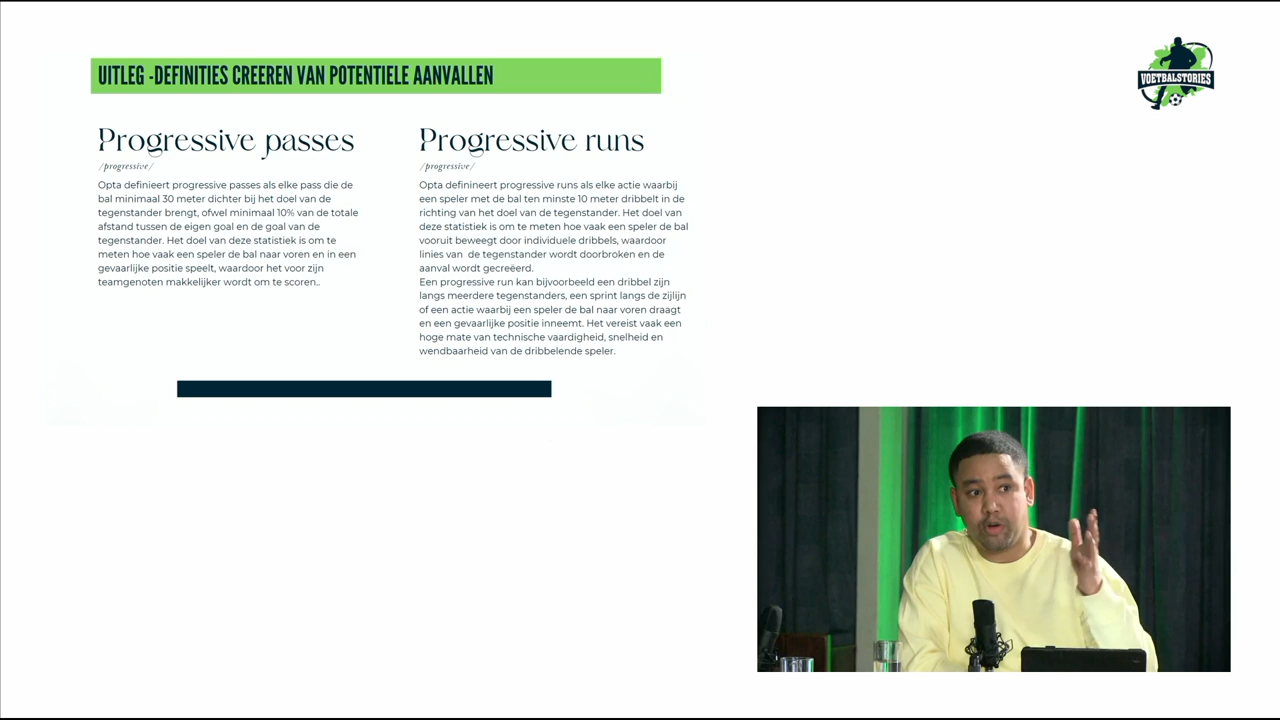 UITLEG -DEFINITIES CREEREN VAN POTENTIELE AANVALLEN
VOETBALSTORIES
Progressive passes
/progressive/
Opta definieert progressive passes als elke pass die de
bal minimaal 30 meter dichter bij het doel van de
tegenstander brengt, ofwel minimaal 10% van de totale
afstand tussen de eigen goal en de goal van de
tegenstander. Het doel van deze statistiek is om te
meten hoe vaak een speler de bal naar voren en in een
gevaarlijke positie speelt, waardoor het voor zijn
teamgenoten makkelijker wordt om te scoren..
Progressive runs
/progressive/
Opta definineert progressive runs als elke actie waarbij
een speler met de bal ten minste 10 meter dribbelt in de
richting van het doel van de tegenstander. Het doel van
deze statistiek is om te meten hoe vaak een speler de bal
vooruit beweegt door individuele dribbels, waardoor
linies van  de tegenstander wordt doorbroken en de
aanval wordt gecreëerd.
Een progressive run kan bijvoorbeeld een dribbel zijn
langs meerdere tegenstanders, een sprint langs de zijlijn
of een actie waarbij een speler de bal naar voren draagt
en een gevaarlijke positie inneemt. Het vereist vaak een
hoge mate van technische vaardigheid, snelheid en
wendbaarheid van de dribbelende speler.